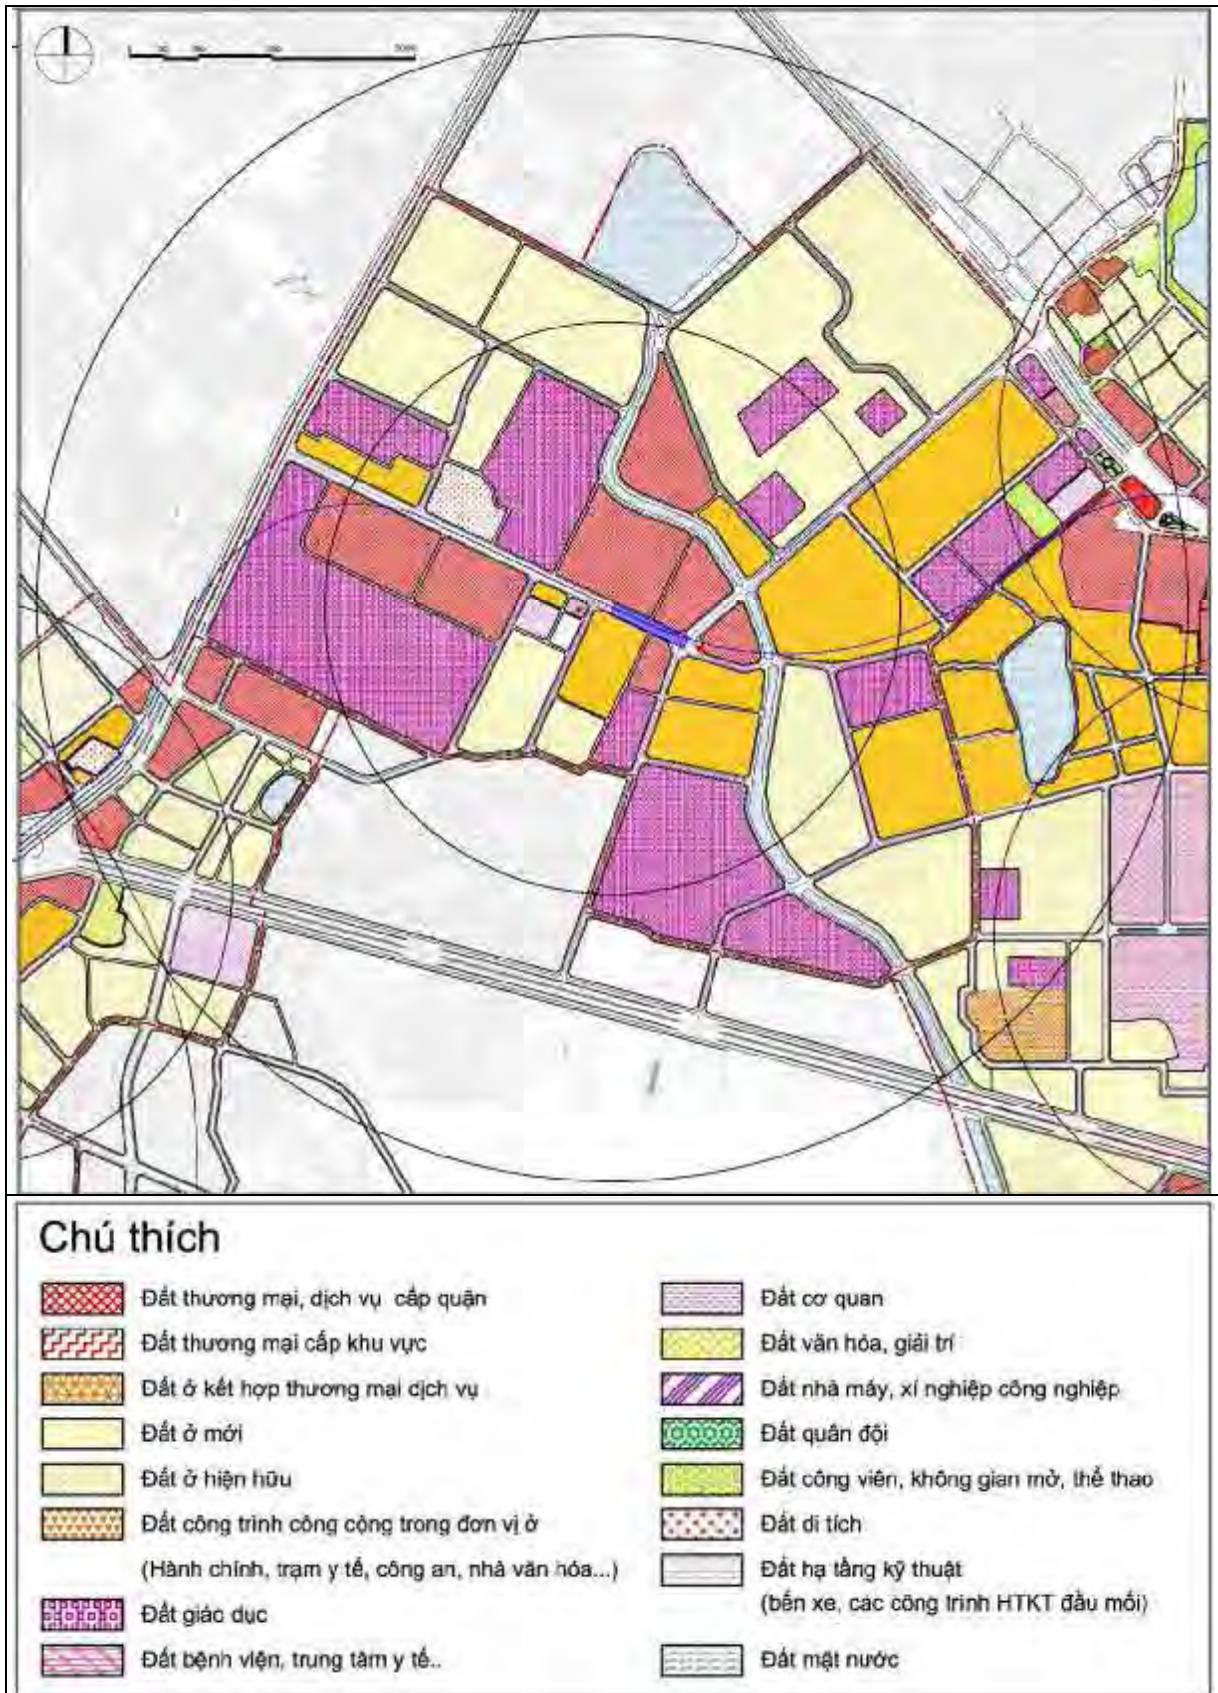 Chú thích
Đất thương mại, dịch vụ cấp quận
Đất thương mại cấp khu vực
Đất ở kết hợp thương mại dịch vụ
Đất ở mới
Đất ở hiện hữu
Đất công trình công cộng trong đơn vị ở
(Hành chính, trạm y tế, công an, nhà văn hóa...)
Đất giác dục
Đất bệnh viện, trung tâm y tế..
Đất cơ quan
Đất văn hóa, giải trí
Đất nhà máy, xí nghiệp công nghiệp
Đất quân đội
Đất công viên, không gian mở, thể thao
Đất di tích
Đất hạ tầng kỹ thuật
(bến xe, các công trình HTKT đầu mối)
Đất mặt nước